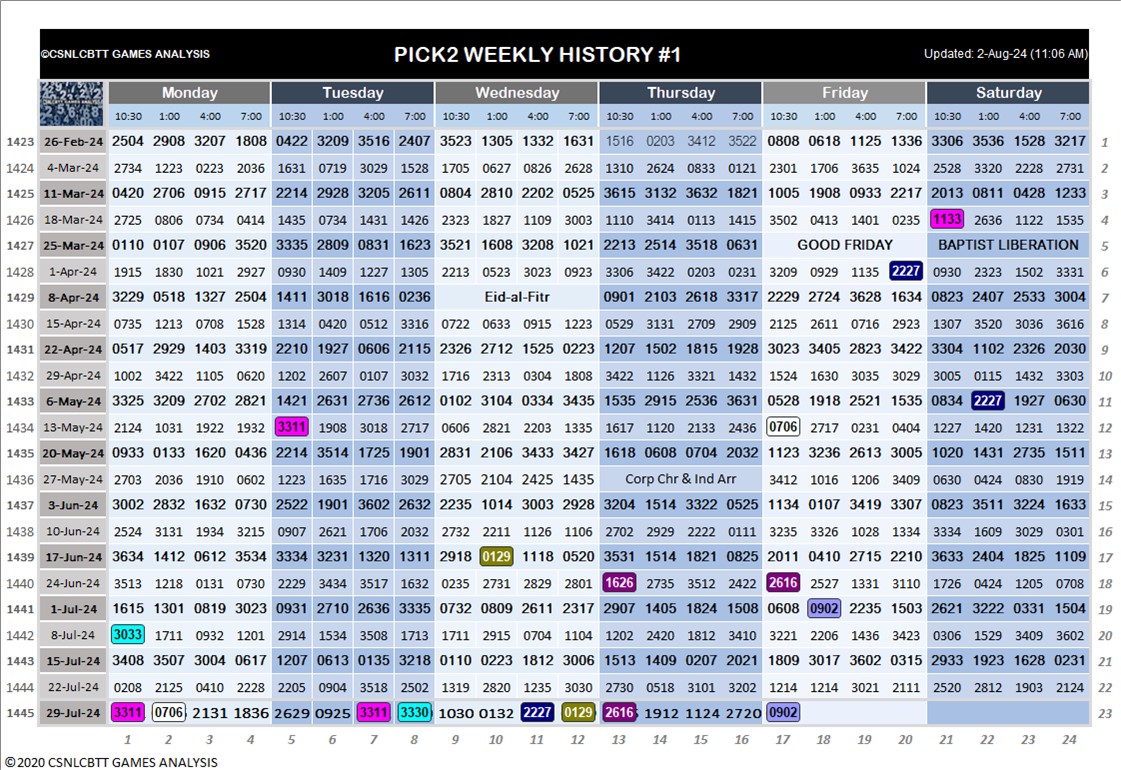 ©CSNLCBTT GAMES ANALYSIS PICK2 WEEKLY HISTORY #1 Updated: 2-Aug-24 (11:06 AM)
Monday Tuesday Wednesday Thursday Friday Saturday
10:30 1:00 4:00 7:00 10:30 1:00 4:00 7:00 10:30 1:00 4:00 7:00 10:30 1:00 4:00 7:00 10:30 1:00 4:00 7:00 10:30 1:00 4:00 7:00
1423 26-Feb-24 2504 2908 3207 1808 0422 3209 3516 2407 3523 1305 1332 1631 1516 0203 3412 3522 0808 0618 1125 1336 3306 3536 1528 3217 1
1424 4-Mar-24 2734 1223 0223 2036 1631 0719 3029 1528 1705 0627 0826 2628 1310 2624 0833 0121 2301 1706 3635 1024 2528 3320 2228 2731 2
1425 11-Mar-24 0420 2706 0915 2717 2214 2928 3205 2611 0804 2810 2202 0525 3615 3132 3632 1821 1005 1908 0933 2217 2013 0811 0428 1233 3
1426 18-Mar-24 2725 0806 0734 0414 1435 0734 1431 1426 2323 1827 1109 3003 1110 3414 0113 1415 3502 0413 1401 0235 1133 2636 1122 1535 4
1427 25-Mar-24 0110 0107 0906 3520 3335 2809 0831 1623 3521 1608 3208 1021 2213 2514 3518 0631 GOOD FRIDAY BAPTIST LIBERATION 5
1428 1-Apr-24 1915 1830 1021 2927 0930 1409 1227 1305 2213 0523 3023 0923 3306 3422 0203 0231 3209 0929 1135 2227 0930 2323 1502 3331 6
1429 8-Apr-24 3229 0518 1327 2504 1411 3018 1616 0236 Eid-al-Fitr 0901 2103 2618 3317 2229 2724 3628 1634 0823 2407 2533 3004 7
1430 15-Apr-24 0735 1213 0708 1528 1314 0420 0512 3316 0722 0633 0915 1223 0529 3131 2709 2909 2125 2611 0716 2923 1307 3520 3036 3616 8
1431 22-Apr-24 0517 2929 1403 3319 2210 1927 0606 2115 2326 2712 1525 0223 1207 1502 1815 1928 3023 3405 2823 3422 3304 1102 2326 2030 9
1432 29-Apr-24 1002 3422 1105 0620 1202 2607 0107 3032 1716 2313 0304 1808 3422 1126 3321 1432 1524 1630 3035 3029 3005 0115 1432 3303 10
1433 6-May-24 3325 3209 2702 2821 1421 2631 2736 2612 0102 3104 0334 3435 1535 2915 2536 3631 0528 1918 2521 1535 0834 2227 1927 0630 11
1434 13-May-24 2124 1031 1922 1932 3311 1908 3018 2717 0606 2821 2203 1335 1617 1120 2133 2436 0706 2717 0231 0404 1227 1420 1231 1322 12
1435 20-May-24 0933 0133 1620 0436 2214 3514 1725 1901 2831 2106 3433 3427 1618 0608 0704 2032 1123 3236 2613 3005 1020 1431 2735 1511 13
1436 27-May-24 2703 2036 1910 0602 1223 1635 1716 3029 2705 2104 2425 1435 Corp Chr & Ind Arr 3412 1016 1206 3409 0630 0424 0830 1919 14
1437 3-Jun-24 3002 2832 1632 0730 2522 1901 3602 2632 2235 1014 3003 2928 3204 1514 3322 0525 1134 0107 3419 3307 0823 3511 3224 1633 15
1438 10-Jun-24 2524 3131 1934 3215 0907 2621 1706 2032 2732 2211 1126 1106 2702 2929 2222 0111 3235 3326 1028 1334 3334 1609 3029 0301 16
1439 17-Jun-24 3634 1412 0612 3534 3334 3231 1320 1311 2918 0129 1118 0520 3531 1514 1821 0825 2011 0410 2715 2210 3633 2404 1825 1109 17
1440 24-Jun-24 3513 1218 0131 0730 2229 3434 3517 1632 0235 2731 2829 2801 1626 2735 3512 2422 2616 2527 1331 3110 1726 0424 1205 0708 18
1441 1-Jul-24 1615 1301 0819 3023 0931 2710 2636 3335 0732 0809 2611 2317 2907 1405 1824 1508 0608 0902 2235 1503 2621 3222 0331 1504 19
1442 8-Jul-24 3033 1711 0932 1201 2914 1534 3508 1713 1711 2915 0704 1104 1202 2420 1812 3410 3221 2206 1436 3423 0306 1529 3409 3602 20
1443 15-Jul-24 3408 3507 3004 0617 1207 0613 0135 3218 0110 0223 1812 3006 1513 1409 0207 2021 1809 3017 3602 0315 2933 1923 1628 0231 21
1444 22-Jul-24 0208 2125 0410 2228 2205 0904 3518 2502 1319 2820 1235 3030 2730 0518 3101 3202 1214 1214 3021 2111 2520 2812 1903 2124 22
1445 29-Jul-24 3311 0706 2131 1836 2629 0925 3311 3330 1030 0132 2227 0129 2616 1912 1124 2720 0902 23
1 2 3 4 5 6 7 8 9 10 11 12 13 14 15 16 17 18 19 20 21 22 23 24
©2020 CSNLCBTT GAMES ANALYSIS